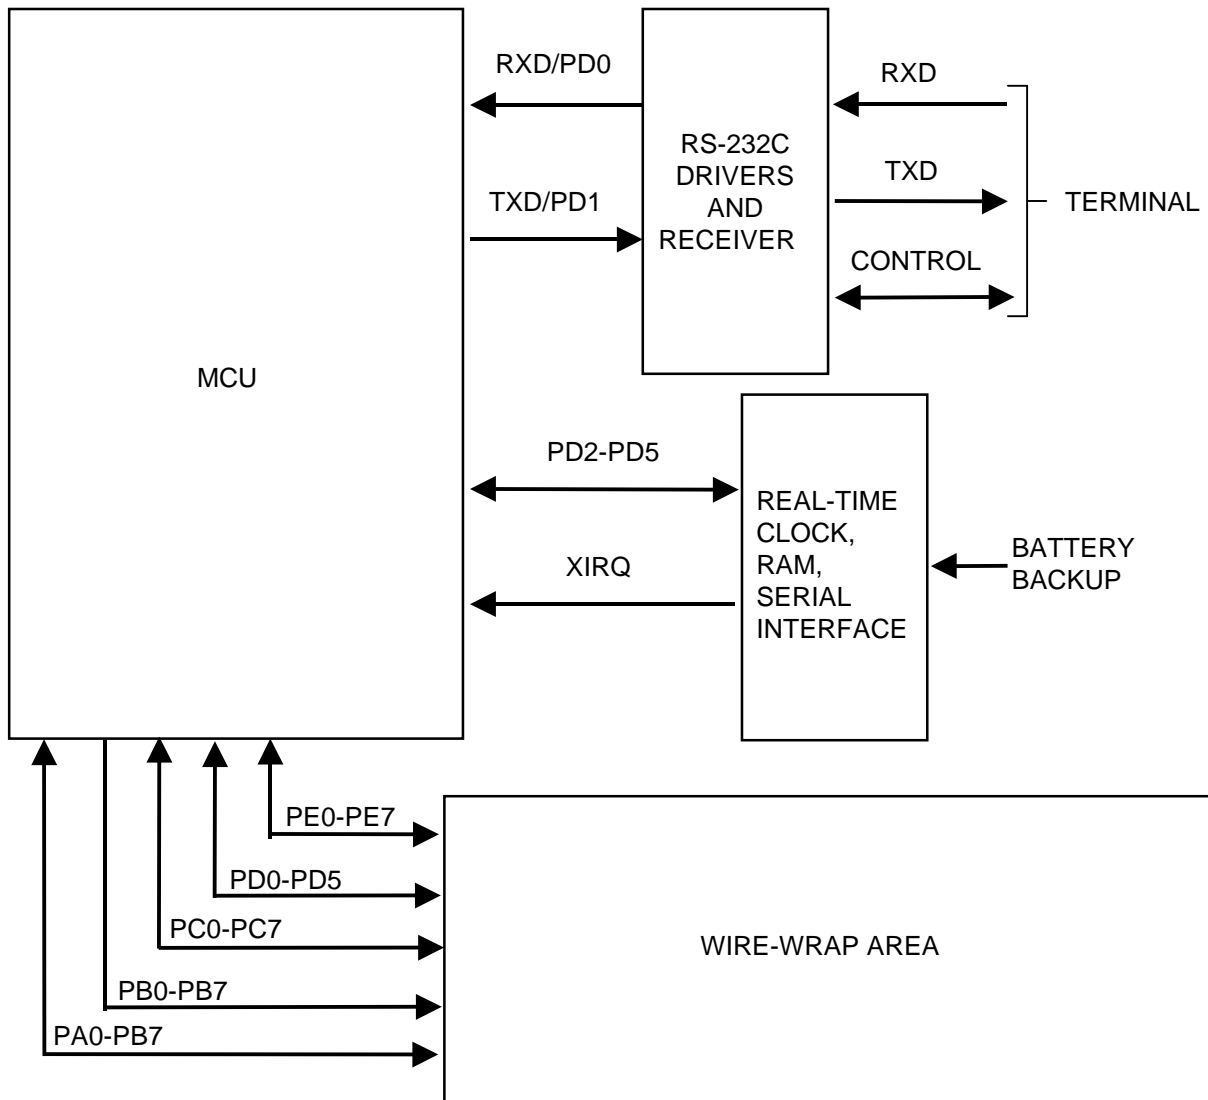 RXD/PD0
TXD/PD1
MCU
RS-232C
DRIVERS
AND
RECEIVER
RXD
TXD
CONTROL
TERMINAL
PD2-PD5
XIRQ
REAL-TIME
CLOCK,
RAM,
SERIAL
INTERFACE
BATTERY
BACKUP
PE0-PE7
PD0-PD5
PC0-PC7
PB0-PB7
PA0-PB7
WIRE-WRAP AREA